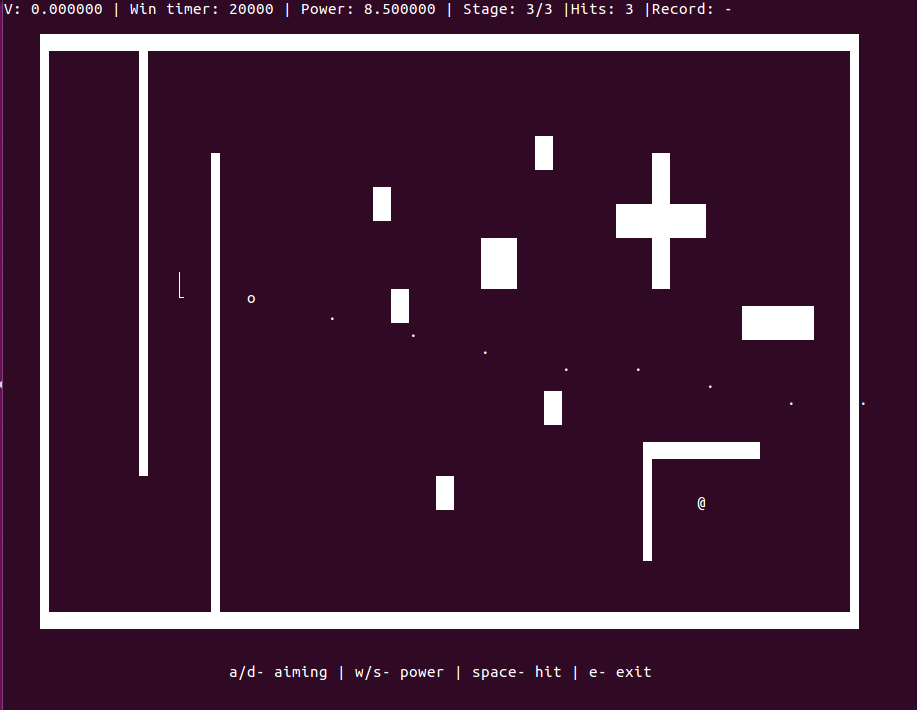 V: 0.000000 | Win timer: 20000 | Power: 8.500000 | Stage: 3/3 |Hits: 3 |Record: -
o
@
a/d- aiming | w/s- power | space- hit | e- exit